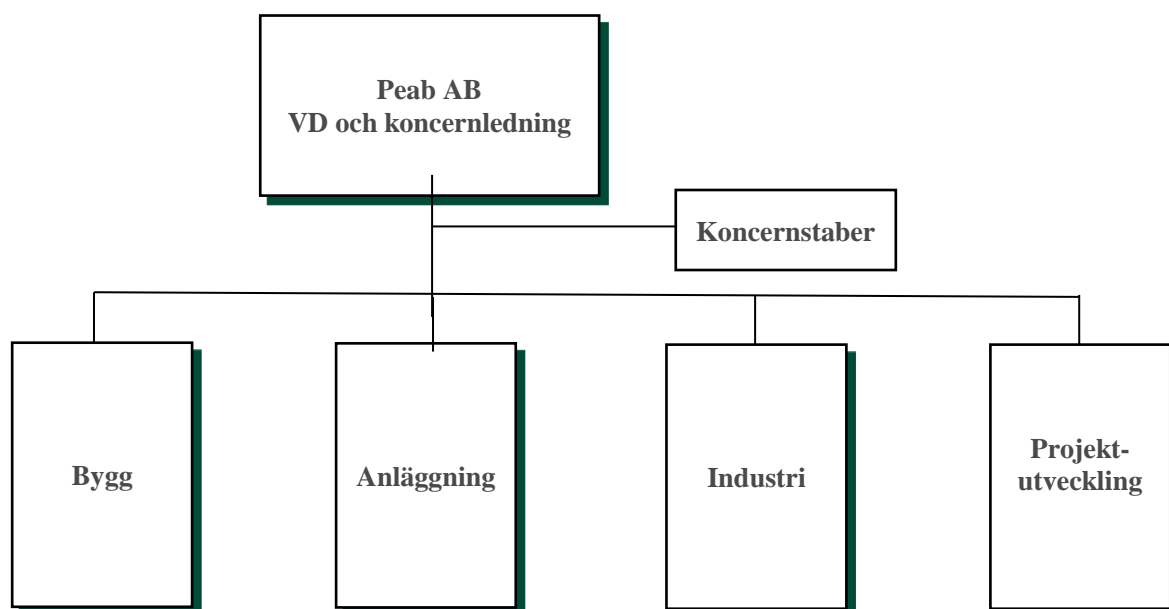 Peab AB
VD och koncernledning
Koncernstaber
Bygg
Anläggning
Industri
Projekt-
utveckling